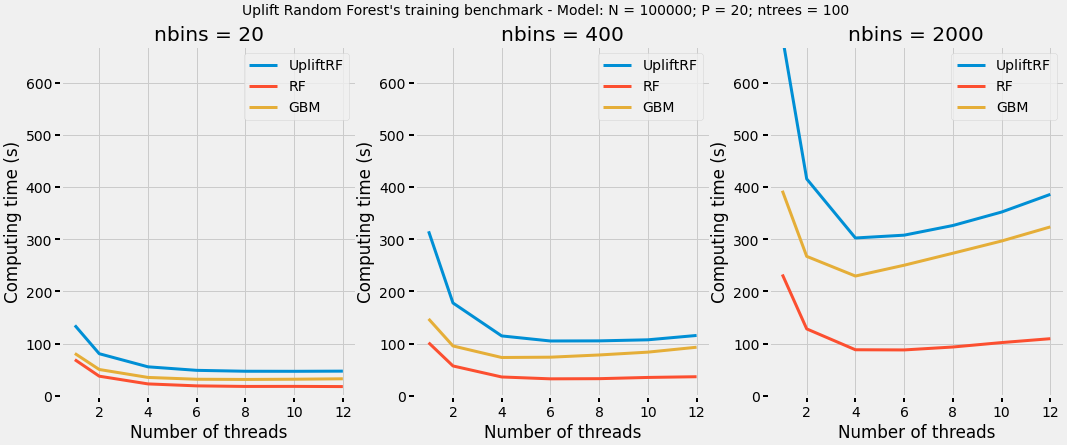 Uplift Random Forest's training benchmark - Model: N = 100000; P = 20; ntrees = 100
nbins = 20
UpliftRF
RF
GBM
600
500
400
300
200
100
0
Computing time (s)
2 4 6 8 10 12
Number of threads
nbins = 400
UpliftRF
RF
GBM
600
500
400
300
200
100
0
Computing time (s)
2 4 6 8 10 12
Number of threads
nbins = 2000
UpliftRF
RF
GBM
600
500
400
300
200
100
0
Computing time (s)
2 4 6 8 10 12
Number of threads